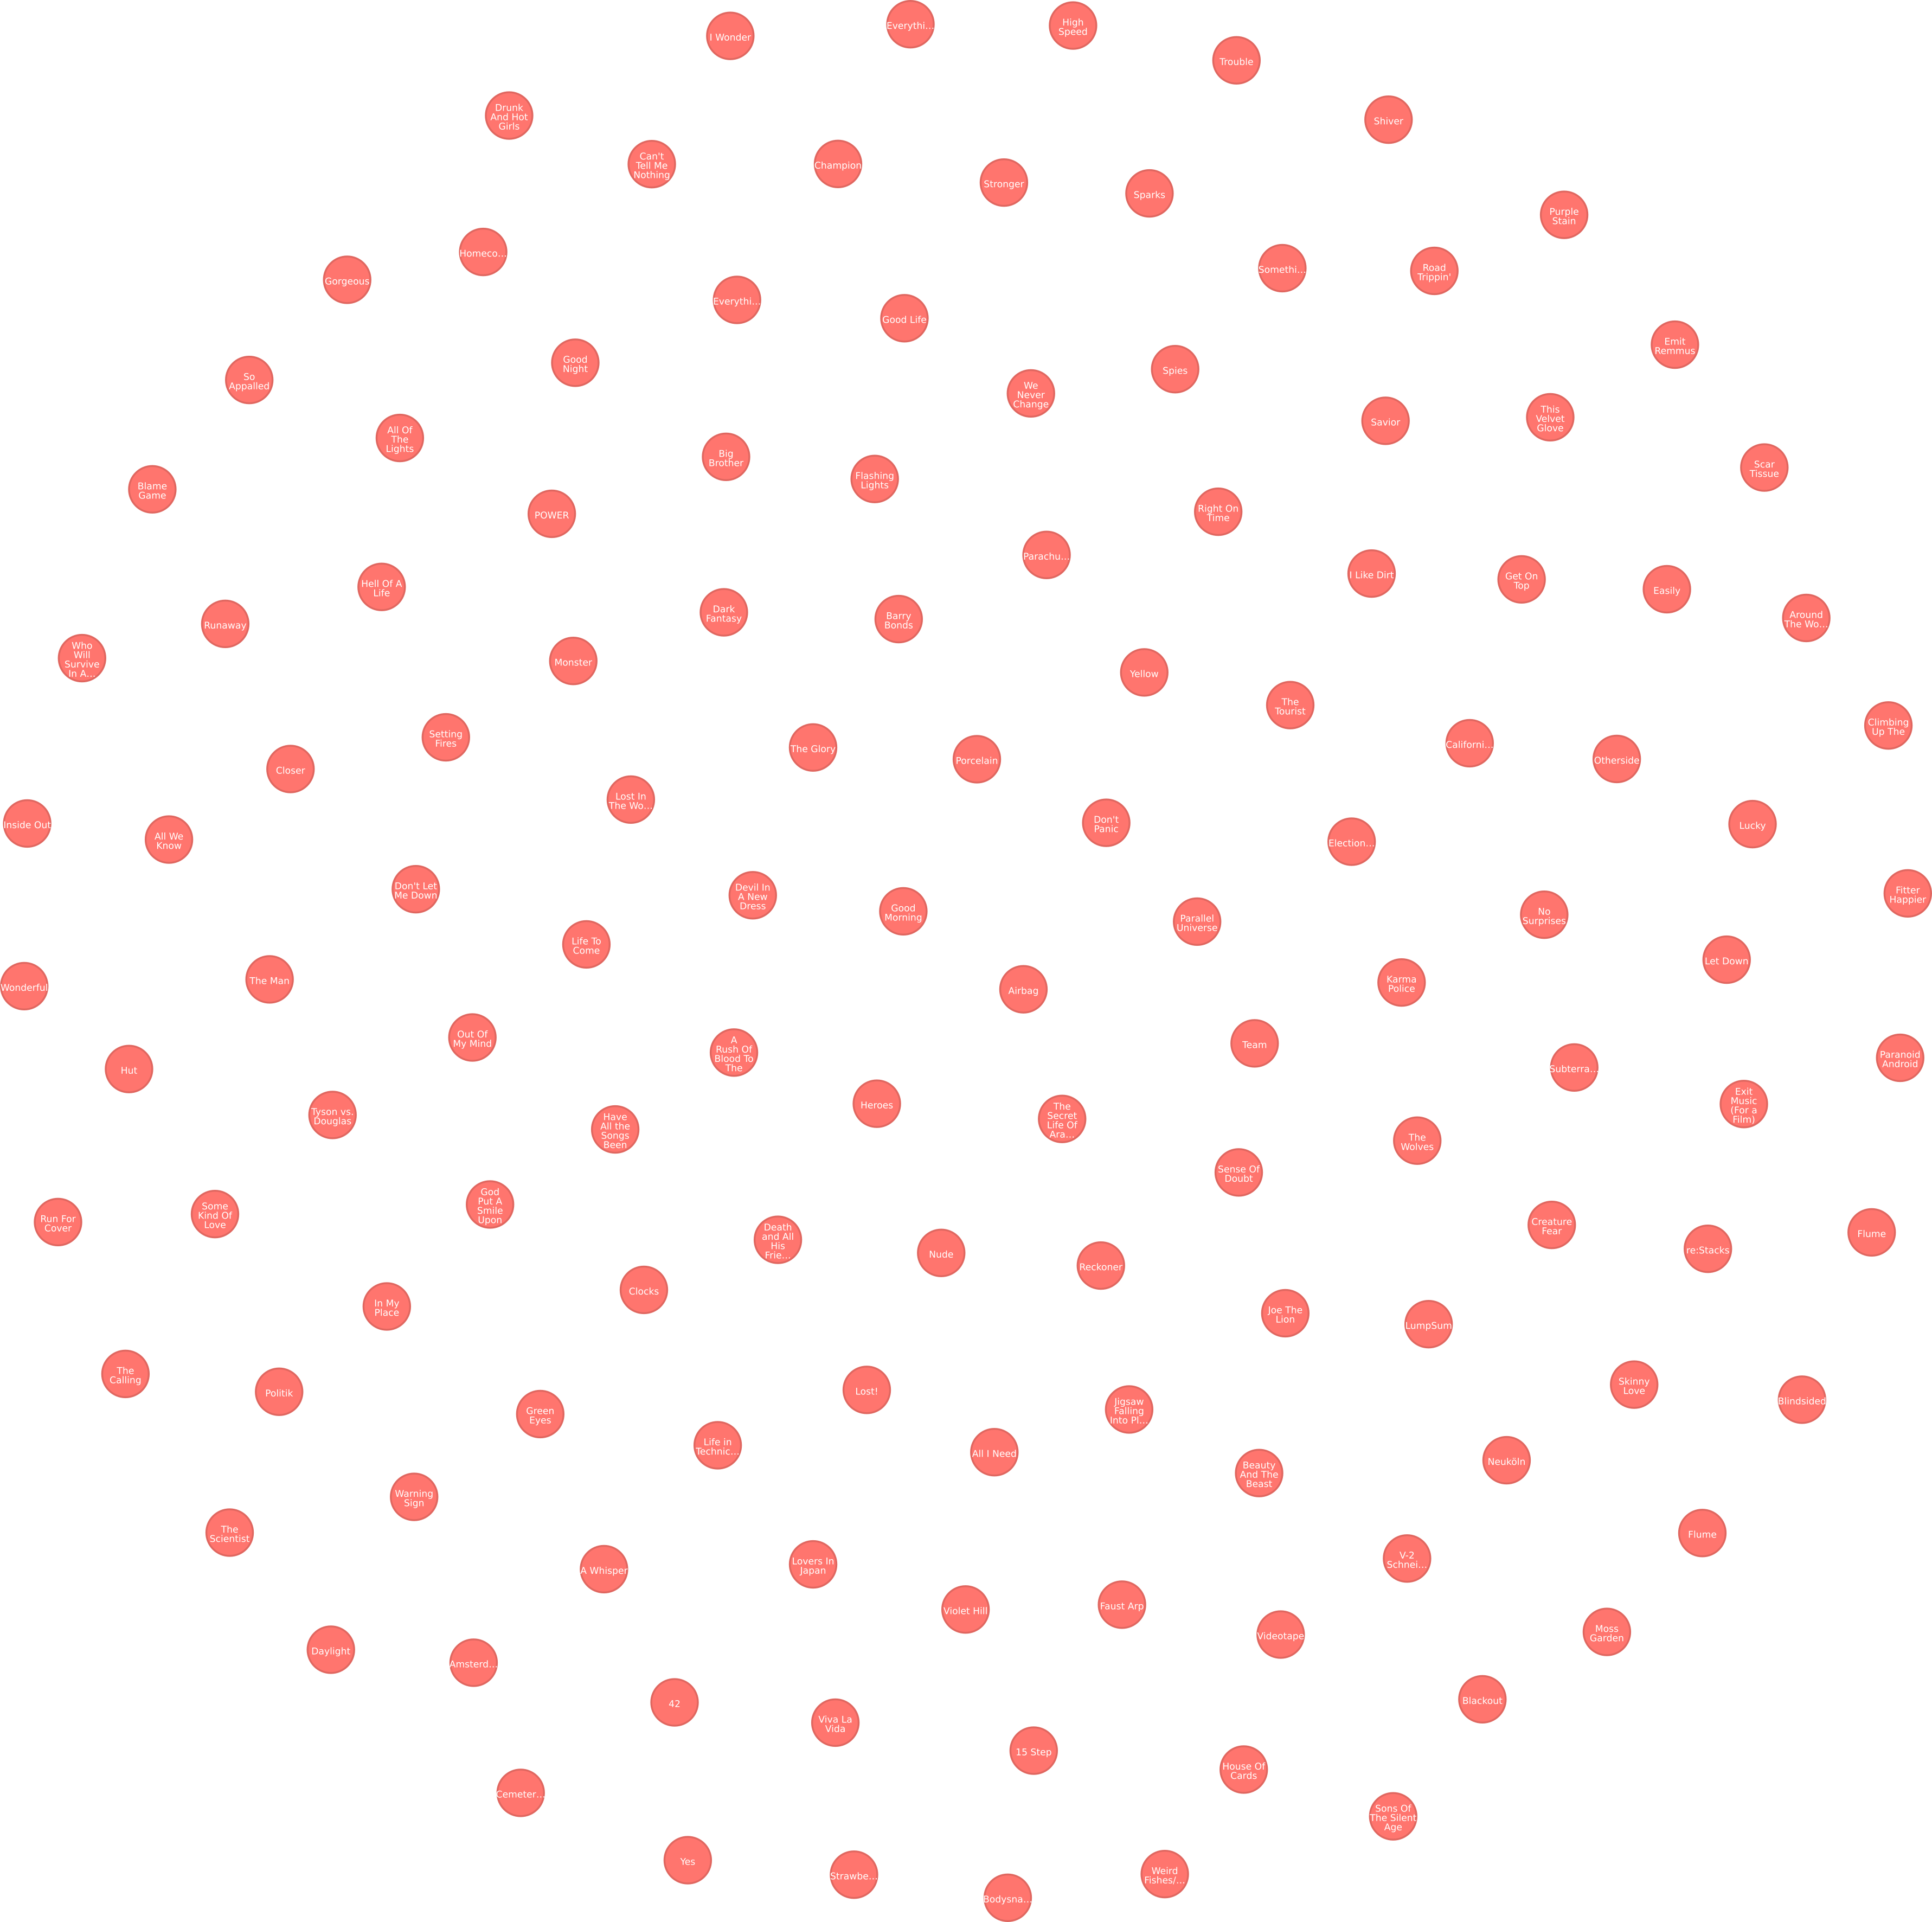 Everythi...
High
Speed
I Wonder
Trouble
Drunk
And Hot
Girls
Shiver
Can't
Tell Me
Nothing
Champion
Stronger
Sparks
Purple
Stain
Homeco...
Somethi...
Road
Trippin'
Gorgeous
Everythi...
Good Life
Emit
Remmus
Good
Night
Spies
So
Appalled
We
Never
Change
This
Velvet
Glove
Savior
All Of
The
Lights
Big
Brother
Scar
Tissue
Flashing
Lights
Blame
Game
POWER
Right On
Time
Parachu...
I Like Dirt
Get On
Top
Hell Of A
Life
Easily
Dark
Fantasy
Barry
Bonds
Around
The Wo...
Runaway
Who
Will
Survive
In A...
Monster
Yellow
The
Tourist
Climbing
Up The
Setting
Fires
Californi...
The Glory
Porcelain
Otherside
Closer
Lost In
The Wo...
Inside Out
Don't
Panic
Lucky
All We
Know
Election...
Don't Let
Me Down
Devil In
A New
Dress
Fitter
Happier
Good
Morning
No
Surprises
Parallel
Universe
Life To
Come
Let Down
The Man
Karma
Police
Wonderful
Airbag
Out Of
My Mind
Team
A
Rush Of
Blood To
The
Paranoid
Android
Hut
Subterra...
Heroes
Exit
Music
(For a
Film)
Tyson vs.
Douglas
The
Secret
Life Of
Ara...
Have
All the
Songs
Been
The
Wolves
Sense Of
Doubt
God
Put A
Smile
Upon
Some
Kind Of
Love
Run For
Cover
Creature
Fear
Flume
Death
and All
His
Frie...
re:Stacks
Nude
Reckoner
Clocks
In My
Place
Joe The
Lion
LumpSum
The
Calling
Skinny
Love
Politik
Lost!
Blindsided
Jigsaw
Falling
Into Pl...
Green
Eyes
Life in
Technic...
All I Need
Neuköln
Beauty
And The
Beast
Warning
Sign
The
Scientist
Flume
V-2
Schnei...
Lovers In
Japan
A Whisper
Faust Arp
Violet Hill
Moss
Garden
Videotape
Daylight
Amsterd...
Blackout
42
Viva La
Vida
15 Step
House Of
Cards
Cemeter...
Sons Of
The Silent
Age
Yes
Weird
Fishes/...
Strawbe...
Bodysna...